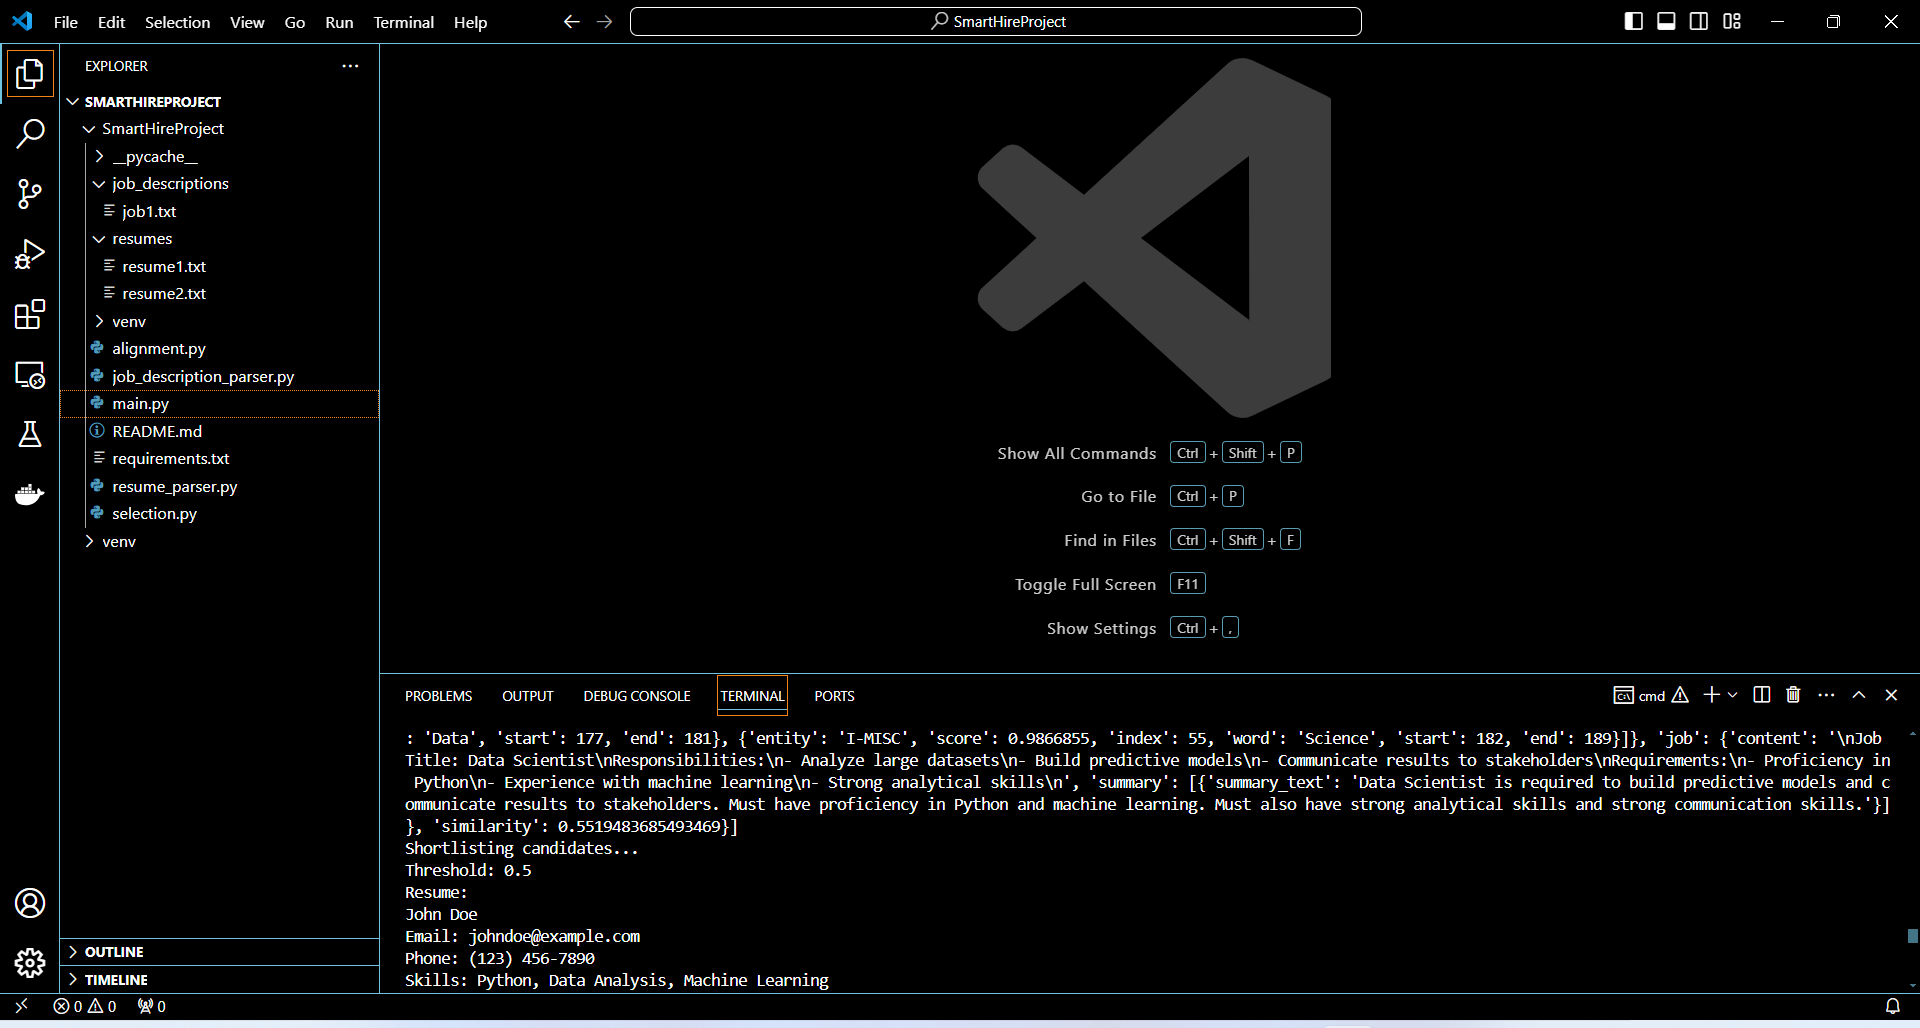 File Edit Selection View Go Run Terminal Help
SmartHireProject
EXPLORER
SMARTHIREPROJECT
SmartHireProject
__pycache__
job_descriptions
job1.txt
resumes
resume1.txt
resume2.txt
venv
alignment.py
job_description_parser.py
main.py
README.md
requirements.txt
resume_parser.py
selection.py
venv
OUTLINE
TIMELINE
Show All Commands Ctrl + Shift + P
Go to File Ctrl + P
Find in Files Ctrl + Shift + F
Toggle Full Screen F11
Show Settings Ctrl + ,
PROBLEMS OUTPUT DEBUG CONSOLE TERMINAL PORTS
cmd
: 'Data', 'start': 177, 'end': 181}, {'entity': 'I-MISC', 'score': 0.9866855, 'index': 55, 'word': 'Science', 'start': 182, 'end': 189}]}, 'job': {'content': '\nJob
Title: Data Scientist\nResponsibilities:\n- Analyze large datasets\n- Build predictive models\n- Communicate results to stakeholders\nRequirements:\n- Proficiency in
Python\n- Experience with machine learning\n- Strong analytical skills\n', 'summary': [{'summary_text': 'Data Scientist is required to build predictive models and c
ommunicate results to stakeholders. Must have proficiency in Python and machine learning. Must also have strong analytical skills and strong communication skills.'}]
}, 'similarity': 0.5519483685493469}]
Shortlisting candidates...
Threshold: 0.5
Resume:
John Doe
Email: johndoe@example.com
Phone: (123) 456-7890
Skills: Python, Data Analysis, Machine Learning
0 0 0